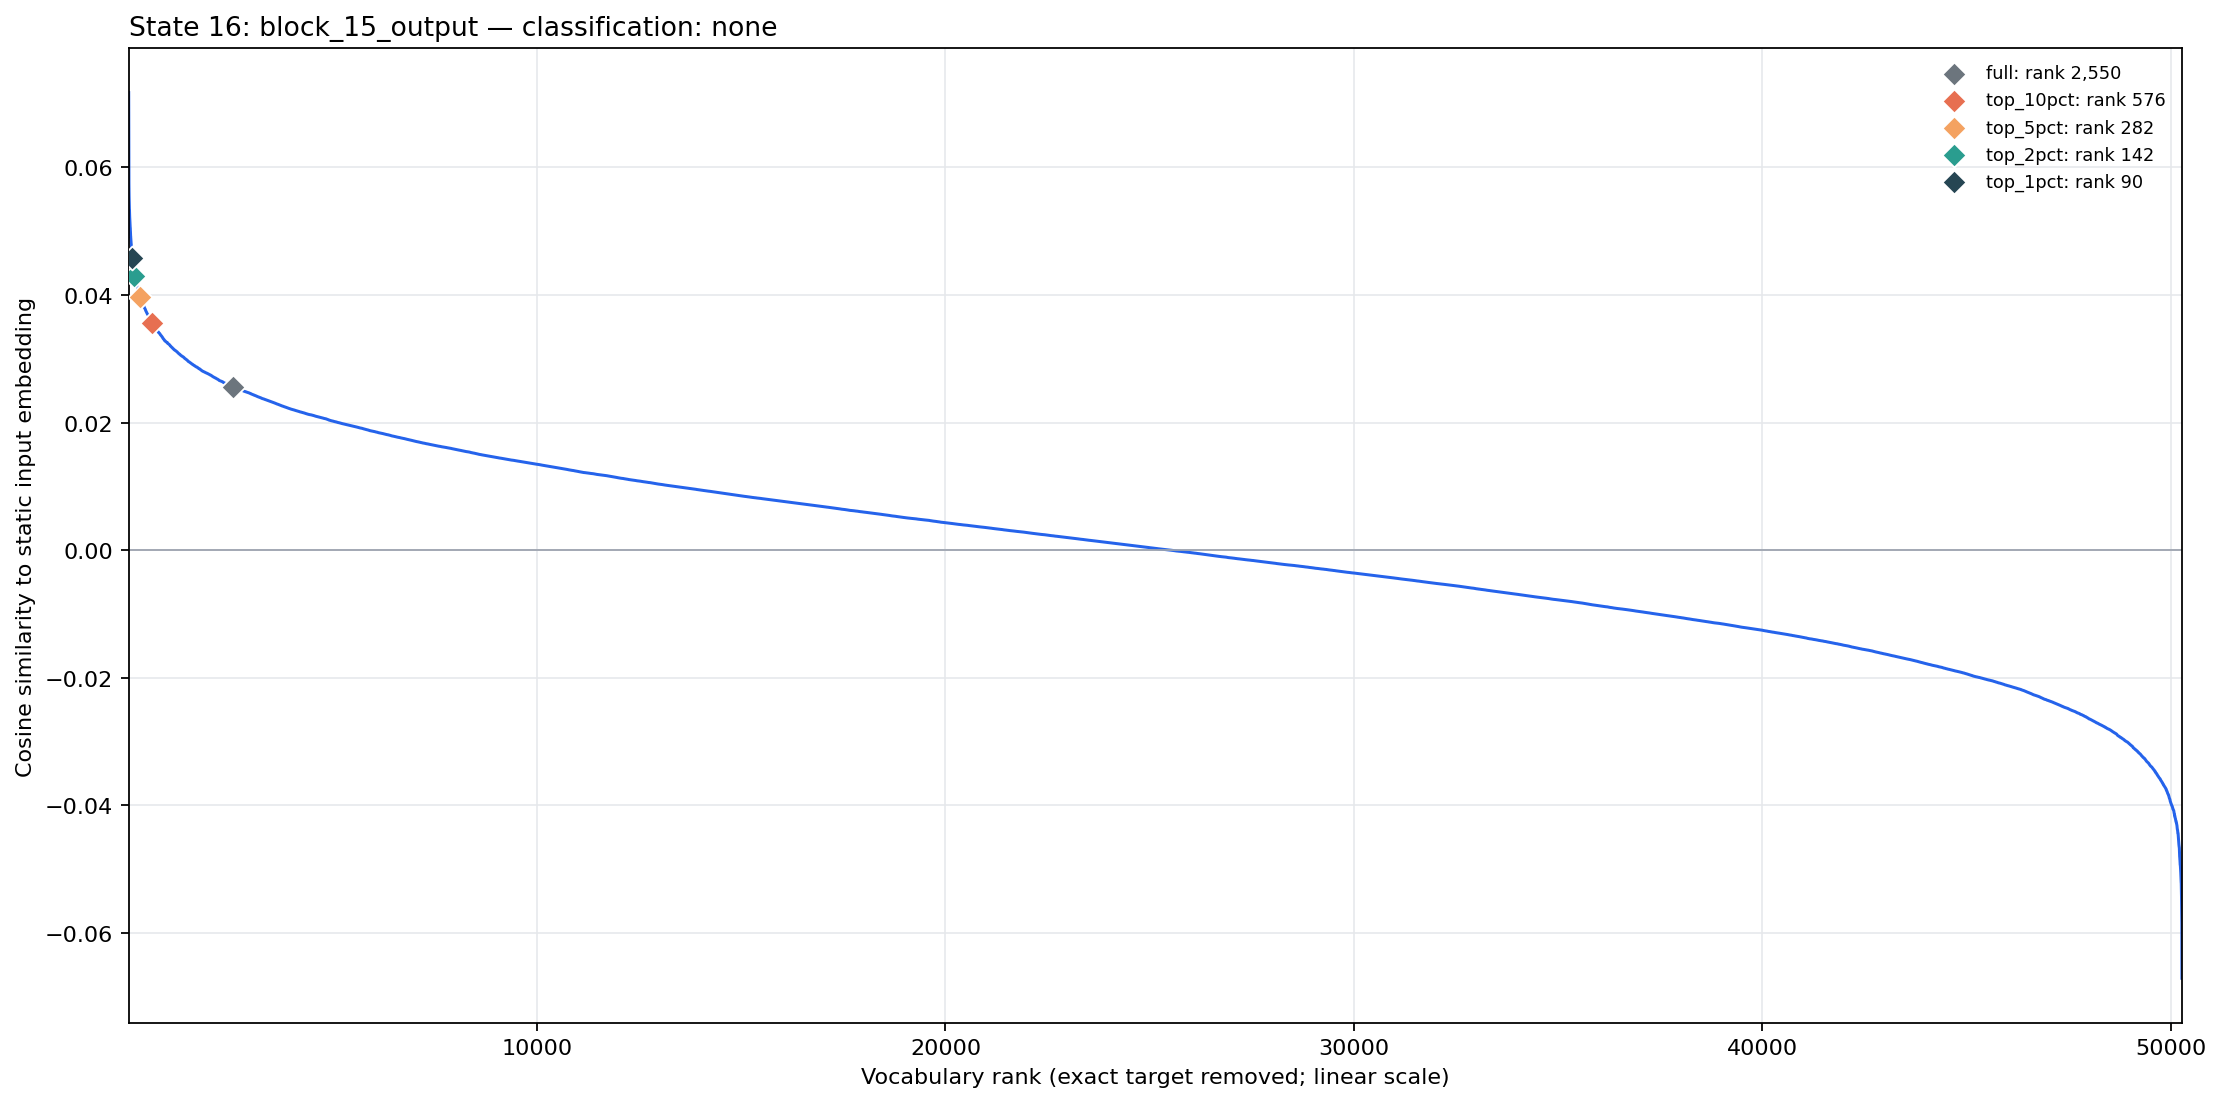 State 16: block_15_output — classification: none
full: rank 2,550
top_10pct: rank 576
top_5pct: rank 282
top_2pct: rank 142
top_1pct: rank 90
Cosine similarity to static input embedding
0.06
0.04
0.02
0.00
−0.02
−0.04
−0.06
10000 20000 30000 40000 50000
Vocabulary rank (exact target removed; linear scale)